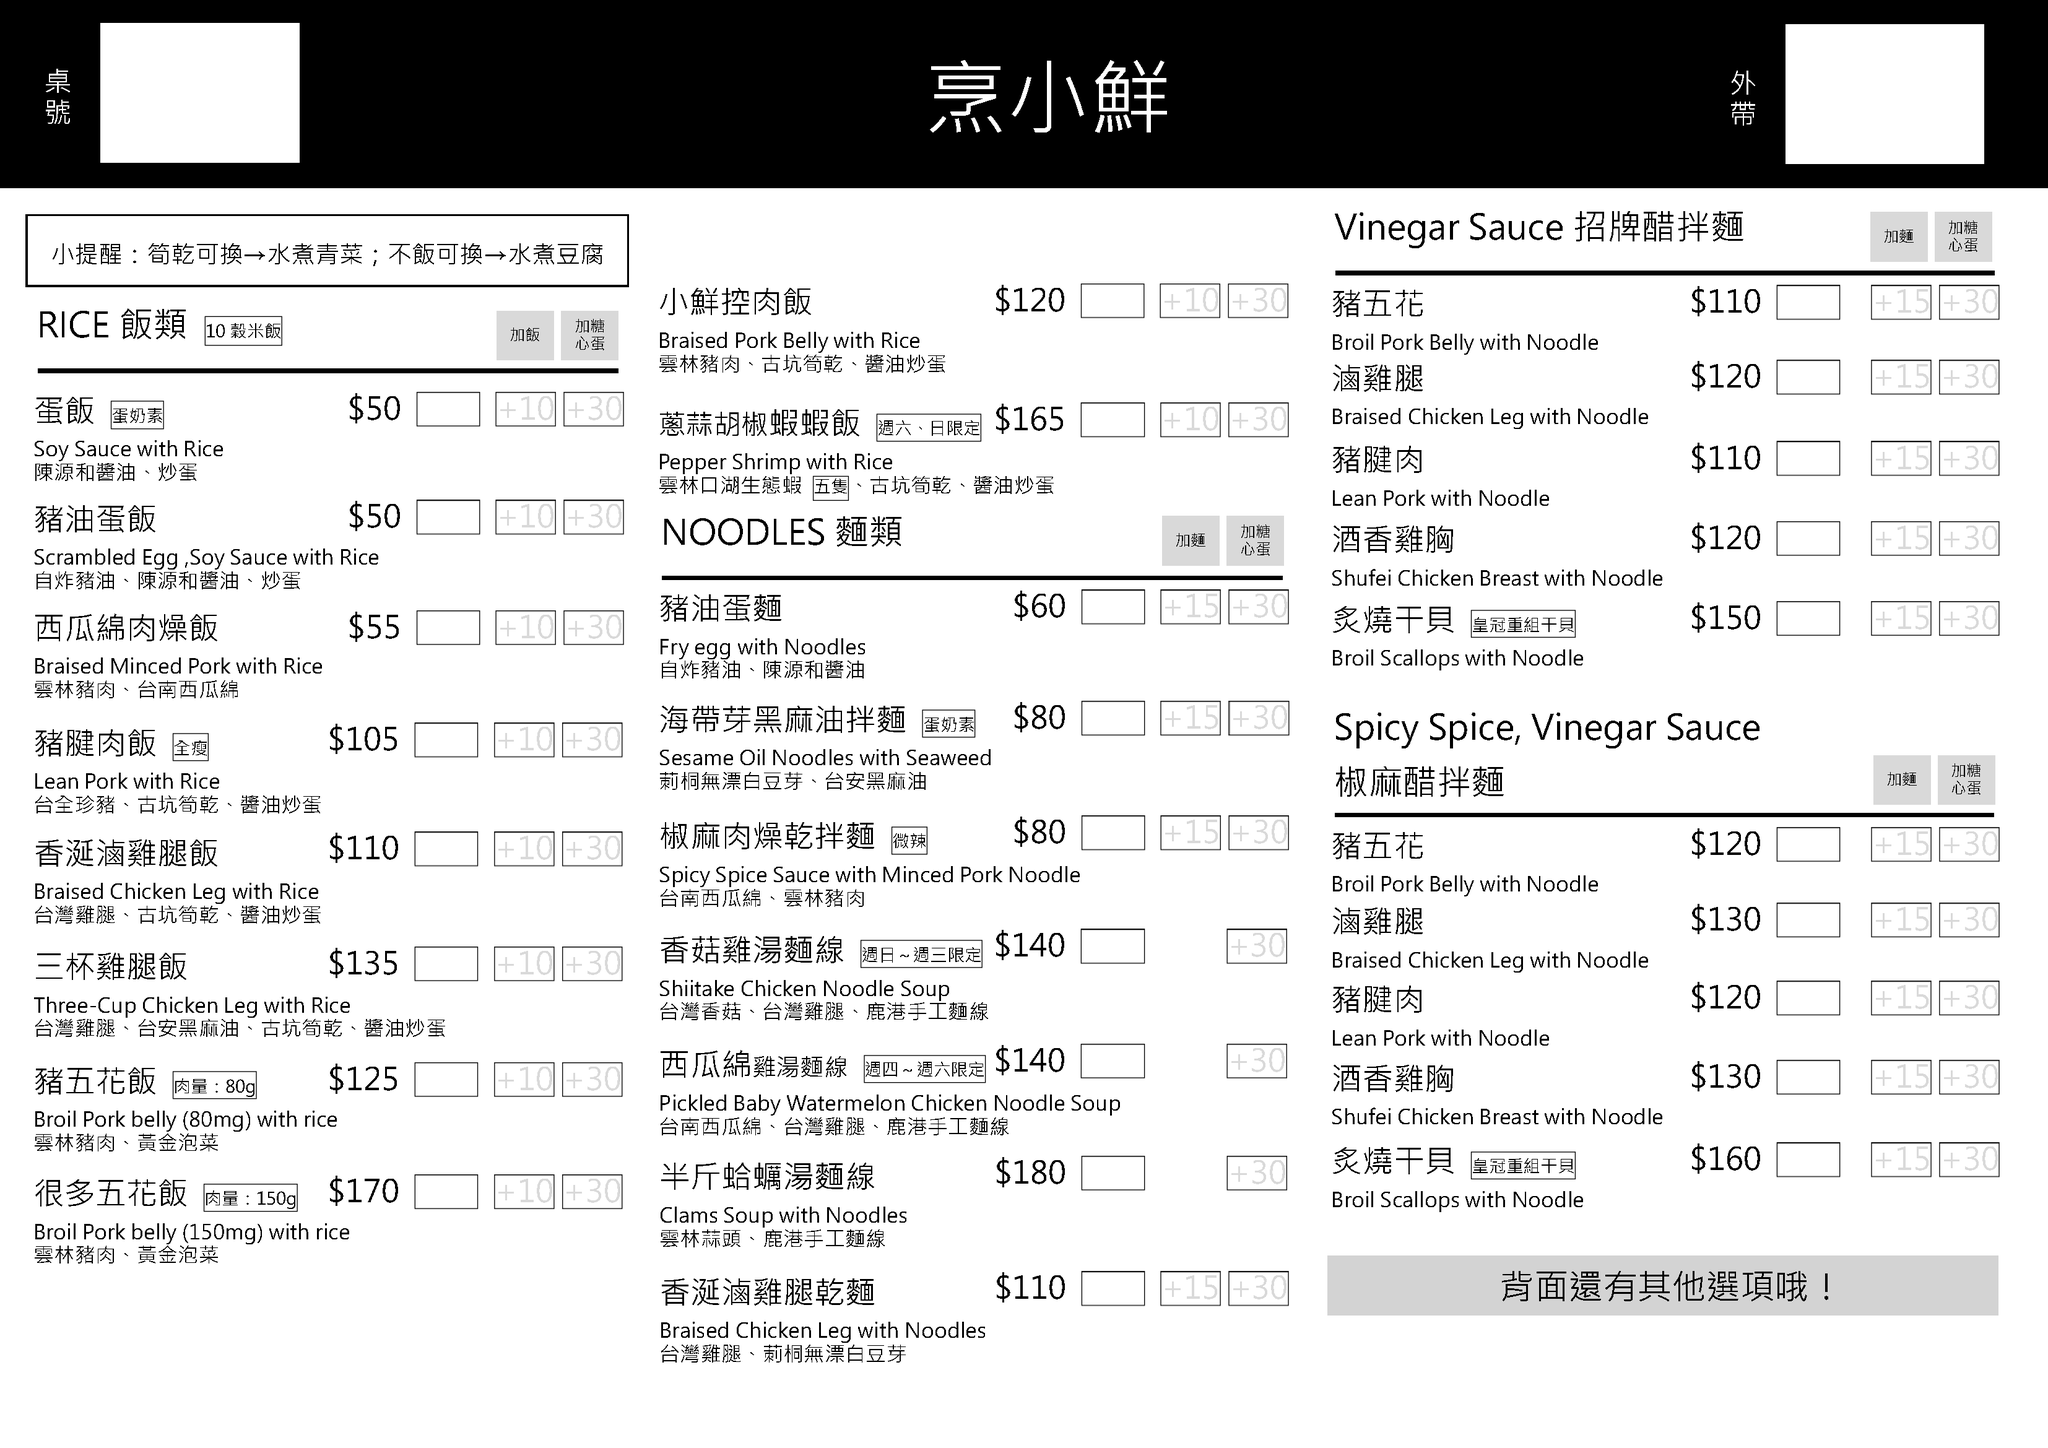 桌號
烹小鮮
外帶
小提醒：筍乾可換→水煮青菜；不飯可換→水煮豆腐
RICE 飯類 10 穀米飯 加飯 加糖心蛋
蛋飯 蛋奶素 $50 +10 +30
Soy Sauce with Rice
陳源和醬油、炒蛋
豬油蛋飯 $50 +10 +30
Scrambled Egg ,Soy Sauce with Rice
自炸豬油、陳源和醬油、炒蛋
西瓜綿肉燥飯 $55 +10 +30
Braised Minced Pork with Rice
雲林豬肉、台南西瓜綿
豬腱肉飯 全瘦 $105 +10 +30
Lean Pork with Rice
台全珍豬、古坑筍乾、醬油炒蛋
香涎滷雞腿飯 $110 +10 +30
Braised Chicken Leg with Rice
台灣雞腿、古坑筍乾、醬油炒蛋
三杯雞腿飯 $135 +10 +30
Three-Cup Chicken Leg with Rice
台灣雞腿、台安黑麻油、古坑筍乾、醬油炒蛋
豬五花飯 肉量：80g $125 +10 +30
Broil Pork belly (80mg) with rice
雲林豬肉、黃金泡菜
很多五花飯 肉量：150g $170 +10 +30
Broil Pork belly (150mg) with rice
雲林豬肉、黃金泡菜
小鮮控肉飯 $120 +10 +30
Braised Pork Belly with Rice
雲林豬肉、古坑筍乾、醬油炒蛋
蔥蒜胡椒蝦蝦飯 週六、日限定 $165 +10 +30
Pepper Shrimp with Rice
雲林口湖生態蝦 五隻、古坑筍乾、醬油炒蛋
NOODLES 麵類 加麵 加糖心蛋
豬油蛋麵 $60 +15 +30
Fry egg with Noodles
自炸豬油、陳源和醬油
海帶芽黑麻油拌麵 蛋奶素 $80 +15 +30
Sesame Oil Noodles with Seaweed
莿桐無漂白豆芽、台安黑麻油
椒麻肉燥乾拌麵 微辣 $80 +15 +30
Spicy Spice Sauce with Minced Pork Noodle
台南西瓜綿、雲林豬肉
香菇雞湯麵線 週日～週三限定 $140 +30
Shiitake Chicken Noodle Soup
台灣香菇、台灣雞腿、鹿港手工麵線
西瓜綿雞湯麵線 週四～週六限定 $140 +30
Pickled Baby Watermelon Chicken Noodle Soup
台南西瓜綿、台灣雞腿、鹿港手工麵線
半斤蛤蠣湯麵線 $180 +30
Clams Soup with Noodles
雲林蒜頭、鹿港手工麵線
香涎滷雞腿乾麵 $110 +15 +30
Braised Chicken Leg with Noodles
台灣雞腿、莿桐無漂白豆芽
Vinegar Sauce 招牌醋拌麵 加麵 加糖心蛋
豬五花 $110 +15 +30
Broil Pork Belly with Noodle
滷雞腿 $120 +15 +30
Braised Chicken Leg with Noodle
豬腱肉 $110 +15 +30
Lean Pork with Noodle
酒香雞胸 $120 +15 +30
Shufei Chicken Breast with Noodle
炙燒干貝 皇冠重組干貝 $150 +15 +30
Broil Scallops with Noodle
Spicy Spice, Vinegar Sauce
椒麻醋拌麵 加麵 加糖心蛋
豬五花 $120 +15 +30
Broil Pork Belly with Noodle
滷雞腿 $130 +15 +30
Braised Chicken Leg with Noodle
豬腱肉 $120 +15 +30
Lean Pork with Noodle
酒香雞胸 $130 +15 +30
Shufei Chicken Breast with Noodle
炙燒干貝 皇冠重組干貝 $160 +15 +30
Broil Scallops with Noodle
背面還有其他選項哦！